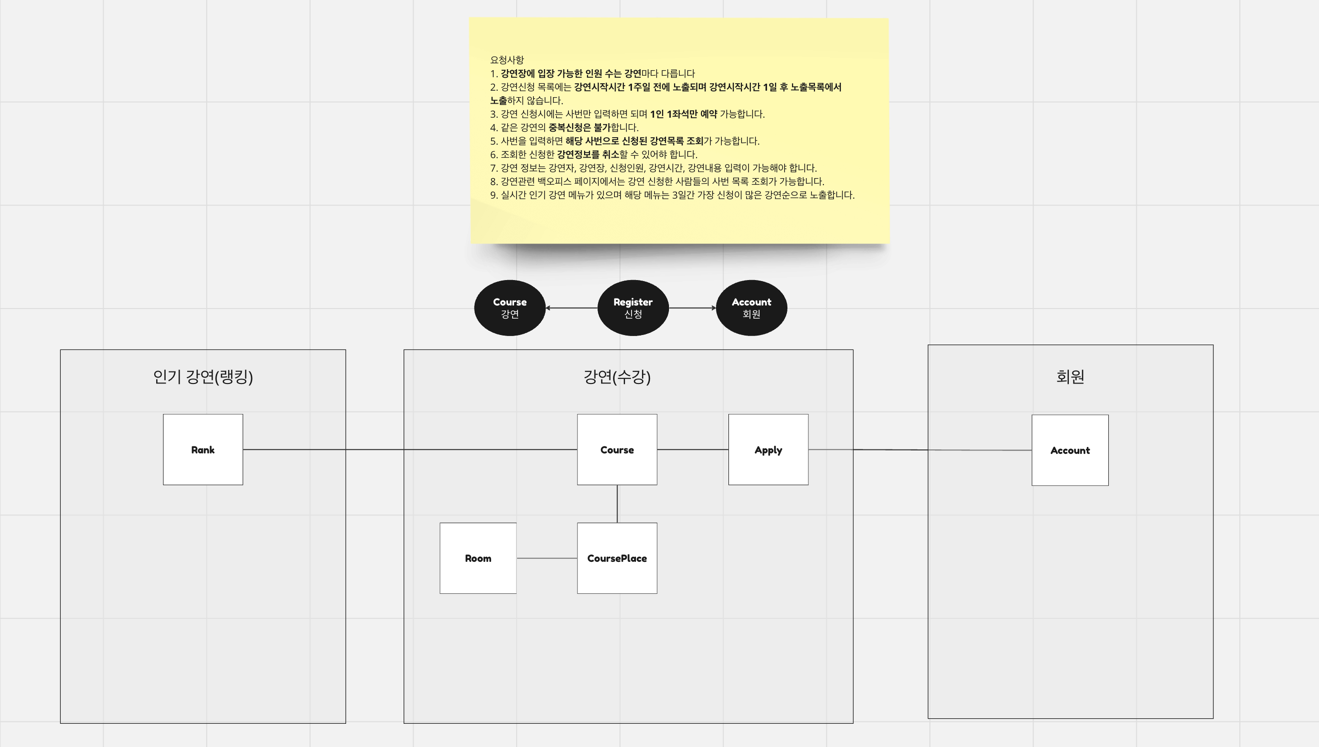 요청사항
1. 강연장에 입장 가능한 인원 수는 강연마다 다릅니다
2. 강연신청 목록에는 강연시작시간 1주일 전에 노출되며 강연시작시간 1일 후 노출목록에서
노출하지 않습니다.
3. 강연 신청시에는 사번만 입력하면 되며 1인 1좌석만 예약 가능합니다.
4. 같은 강연의 중복신청은 불가합니다.
5. 사번을 입력하면 해당 사번으로 신청된 강연목록 조회가 가능합니다.
6. 조회한 신청한 강연정보를 취소할 수 있어햐 합니다.
7. 강연 정보는 강연자, 강연장, 신청인원, 강연시간, 강연내용 입력이 가능해야 합니다.
8. 강연관련 백오피스 페이지에서는 강연 신청한 사람들의 사번 목록 조회가 가능합니다.
9. 실시간 인기 강연 메뉴가 있으며 해당 메뉴는 3일간 가장 신청이 많은 강연순으로 노출합니다.
Course
강연
Register
신청
Account
회원
인기 강연(랭킹)
강연(수강)
회원
Rank
Course
Apply
Account
Room
CoursePlace